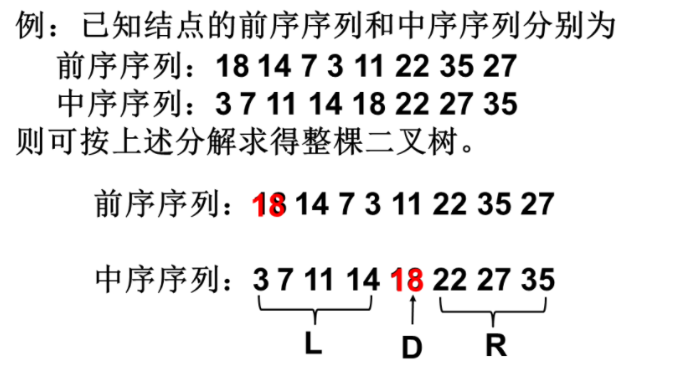 例：已知结点的前序序列和中序序列分别为
前序序列：18 14 7 3 11 22 35 27
中序序列：3 7 11 14 18 22 27 35
则可按上述分解求得整棵二叉树。
前序序列：18 14 7 3 11 22 35 27
中序序列：3 7 11 14 18 22 27 35
L D R